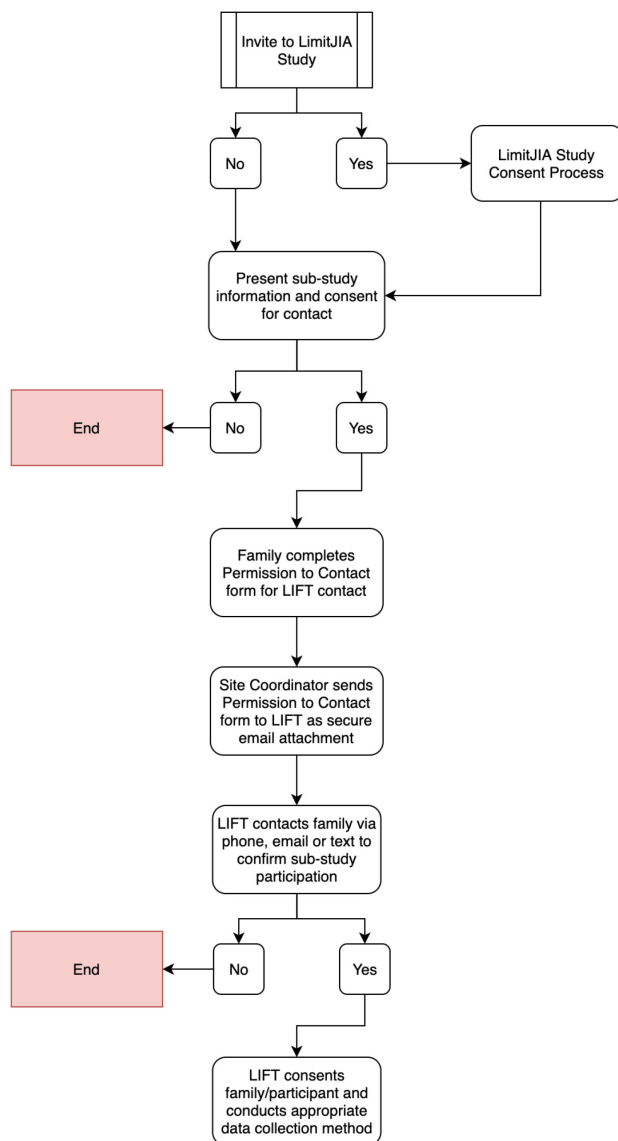 Invite to LimitJIA
Study
No
Yes
LimitJIA Study
Consent Process
Present sub-study
information and consent
for contact
End
No
Yes
Family completes
Permission to Contact
form for LIFT contact
Site Coordinator sends
Permission to Contact
form to LIFT as secure
email attachment
LIFT contacts family via
phone, email or text to
confirm sub-study
participation
End
No
Yes
LIFT consents
family/participant and
conducts appropriate
data collection method